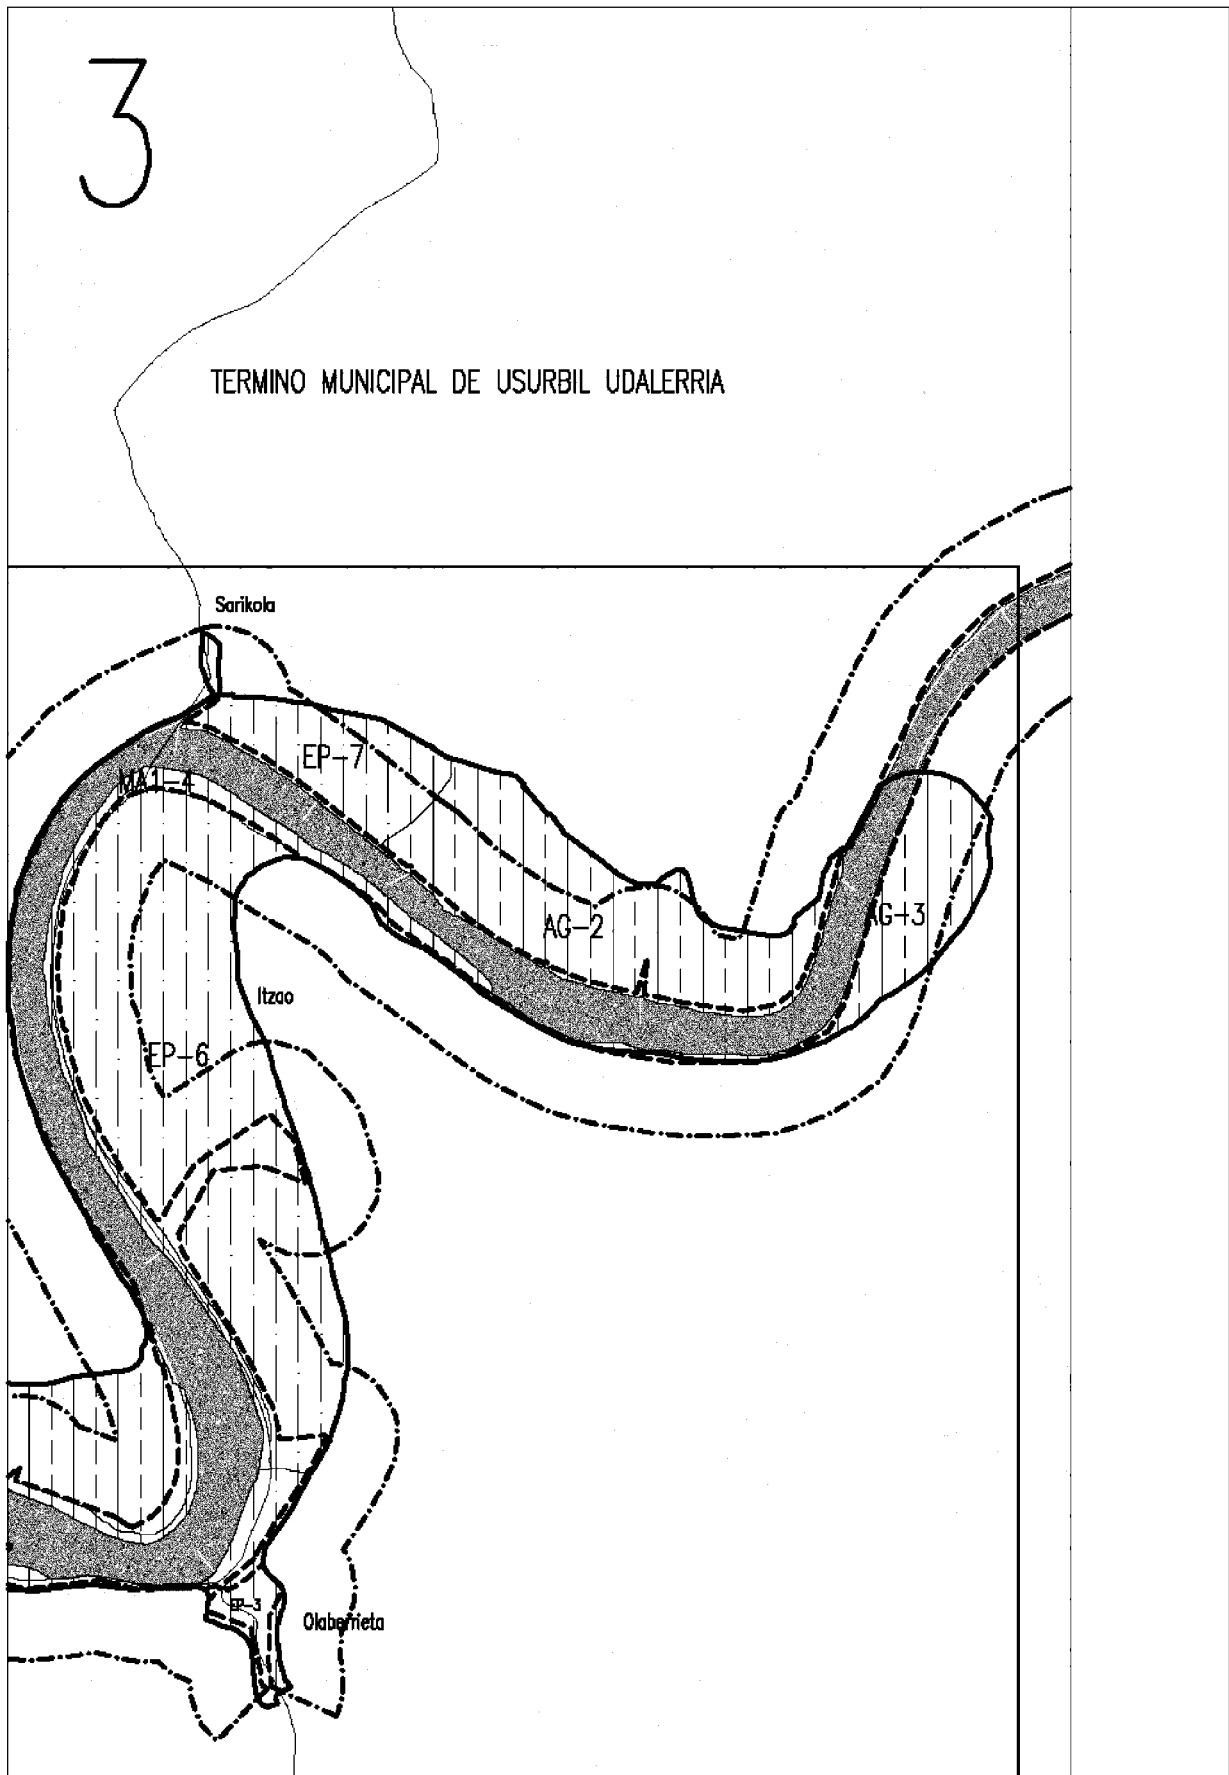 3
TERMINO MUNICIPAL DE USURBIL UDALERRIA
Sarikola
EP-7
MA1-4
AG-2
AG-3
Itzao
EP-6
EP-3
Olaberrieta